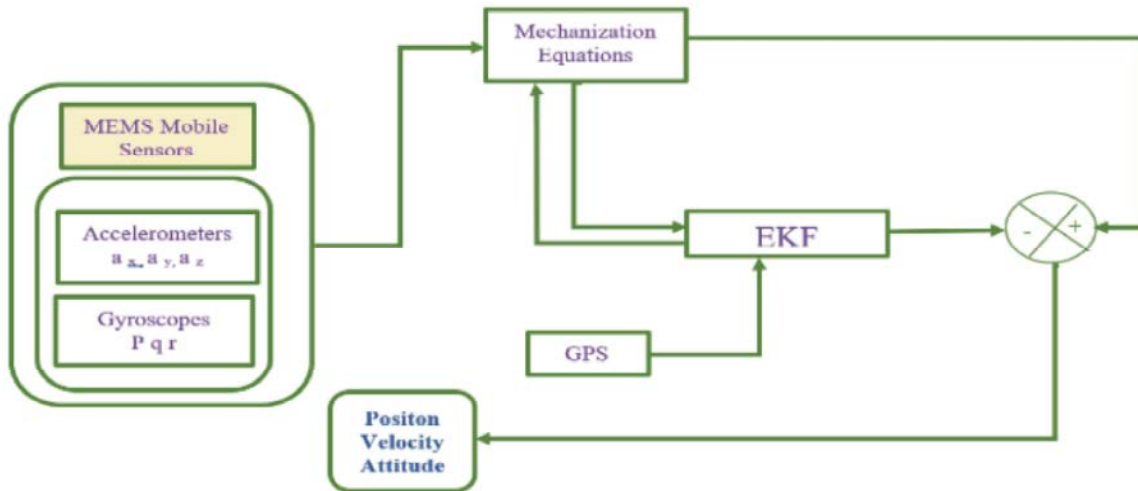 Mechanization
Equations
MEMS Mobile
Sensors
Accelerometers
a x, a y, a z
Gyroscopes
P q r
EKF
-
+
GPS
Positon
Velocity
Attitude